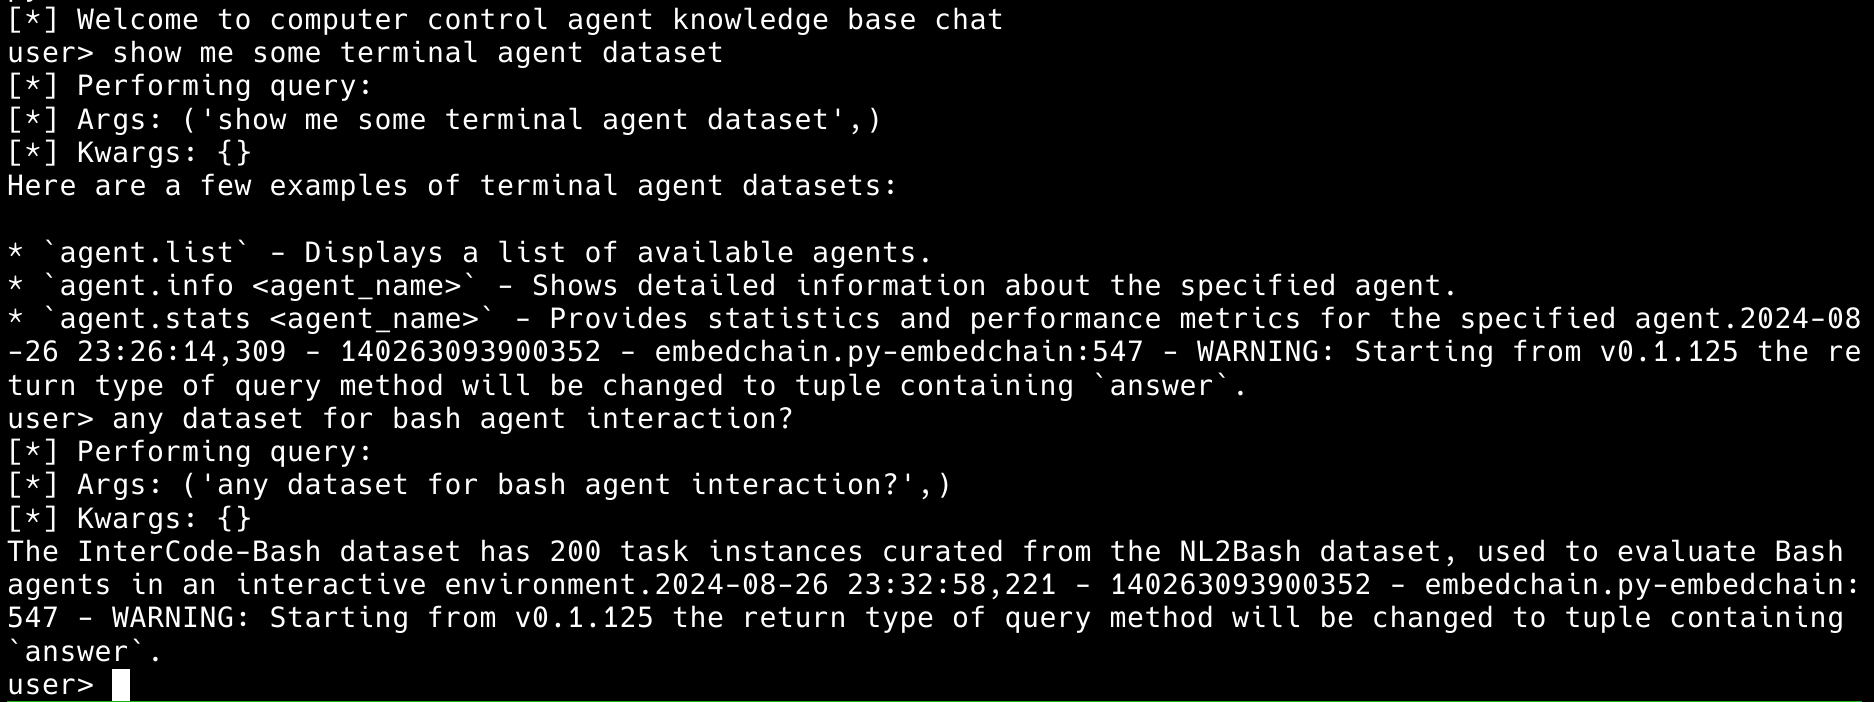 [*] Welcome to computer control agent knowledge base chat
user> show me some terminal agent dataset
[*] Performing query:
[*] Args: ('show me some terminal agent dataset',)
[*] Kwargs: {}
Here are a few examples of terminal agent datasets:

* `agent.list` - Displays a list of available agents.
* `agent.info <agent_name>` - Shows detailed information about the specified agent.
* `agent.stats <agent_name>` - Provides statistics and performance metrics for the specified agent.2024-08
-26 23:26:14,309 - 140263093900352 - embedchain.py-embedchain:547 - WARNING: Starting from v0.1.125 the re
turn type of query method will be changed to tuple containing `answer`.
user> any dataset for bash agent interaction?
[*] Performing query:
[*] Args: ('any dataset for bash agent interaction?',)
[*] Kwargs: {}
The InterCode-Bash dataset has 200 task instances curated from the NL2Bash dataset, used to evaluate Bash
agents in an interactive environment.2024-08-26 23:32:58,221 - 140263093900352 - embedchain.py-embedchain:
547 - WARNING: Starting from v0.1.125 the return type of query method will be changed to tuple containing
`answer`.
user>